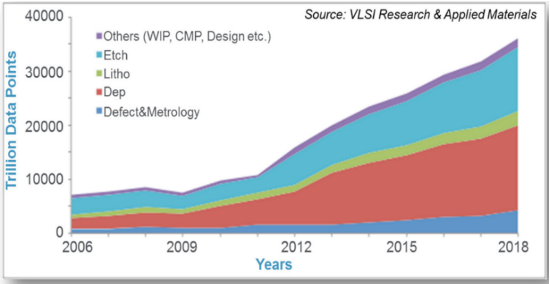 Source: VLSI Research & Applied Materials
40000
30000
20000
10000
0
Trillion Data Points
Others (WIP, CMP, Design etc.)
Etch
Litho
Dep
Defect&Metrology
2006
2009
2012
2015
2018
Years